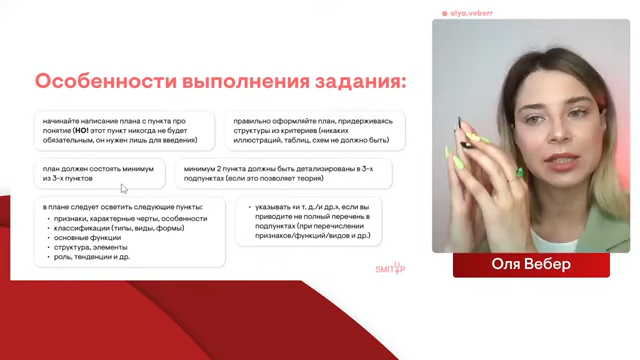 olya.veberr
Особенности выполнения задания:
начинайте написание плана с пункта про
понятие (НО! этот пункт никогда не будет
обязательным, он нужен лишь для введения)
правильно оформляйте план, придерживаясь
структуры из критериев (никаких
иллюстраций, таблиц, схем не должно быть)
план должен состоять минимум
из 3-х пунктов
минимум 2 пункта должны быть детализированы в 3-х
подпунктах (если это позволяет теория)
в плане следует осветить следующие пункты:
• признаки, характерные черты, особенности
• классификации (типы, виды, формы)
• основные функции
• структура, элементы
• роль, тенденции и др.
• указывать «и т. д./и др.», если вы
приводите не полный перечень в
подпунктах (при перечислении
признаков/функций/видов и др.)
SMITUP
Оля Вебер